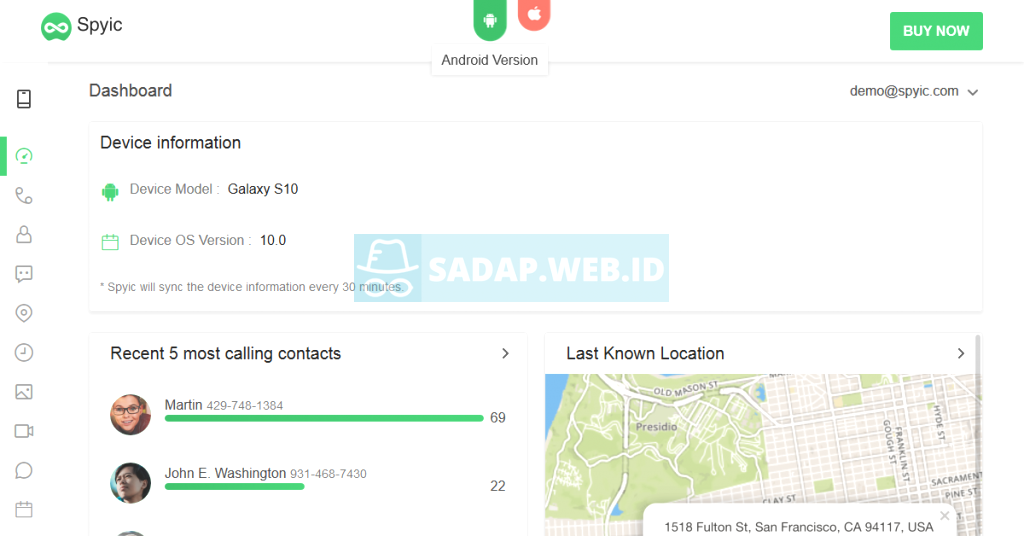 Spyic
BUY NOW
Android Version
Dashboard
demo@spyic.com
Device information
Device Model : Galaxy S10
Device OS Version : 10.0
SADAP.WEB.ID
* Spyic will sync the device information every 30 minutes.
Recent 5 most calling contacts
Martin 429-748-1384
69
John E. Washington 931-468-7430
22
Last Known Location
OLD MASON ST
Presidio
HYDE ST
FRANKLIN ST
GOUGH ST
SACRAMENT
PINE ST
CLAY ST
1518 Fulton St, San Francisco, CA 94117, USA